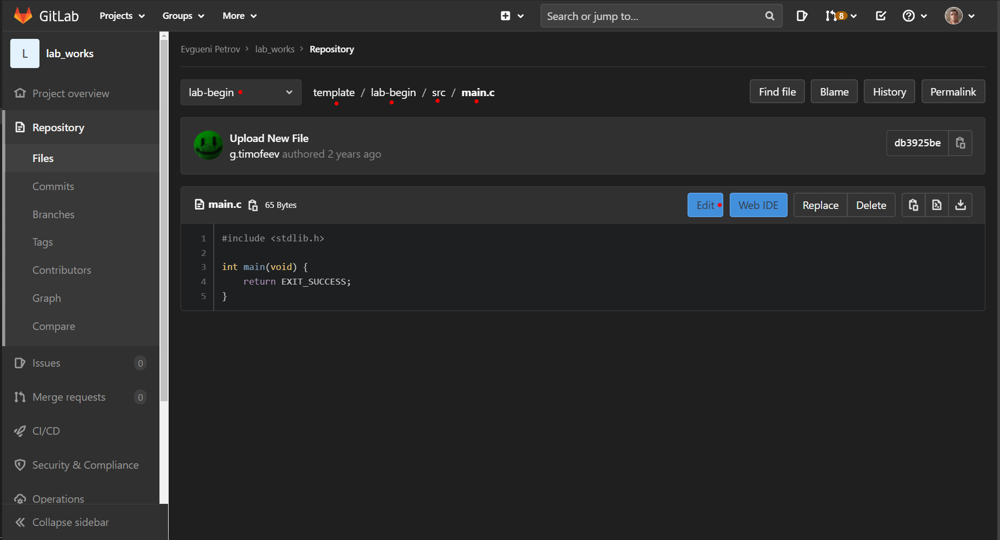 GitLab Projects Groups More Search or jump to... 8
L lab_works
Evgueni Petrov > lab_works > Repository
Project overview
Repository
Files
Commits
Branches
Tags
Contributors
Graph
Compare
Issues 0
Merge requests 0
CI/CD
Security & Compliance
Operations
Collapse sidebar
lab-begin template / lab-begin / src / main.c Find file Blame History Permalink
Upload New File
g.timofeev authored 2 years ago
db3925be
main.c 65 Bytes Edit Web IDE Replace Delete
1 #include <stdlib.h>
2
3 int main(void) {
4     return EXIT_SUCCESS;
5 }